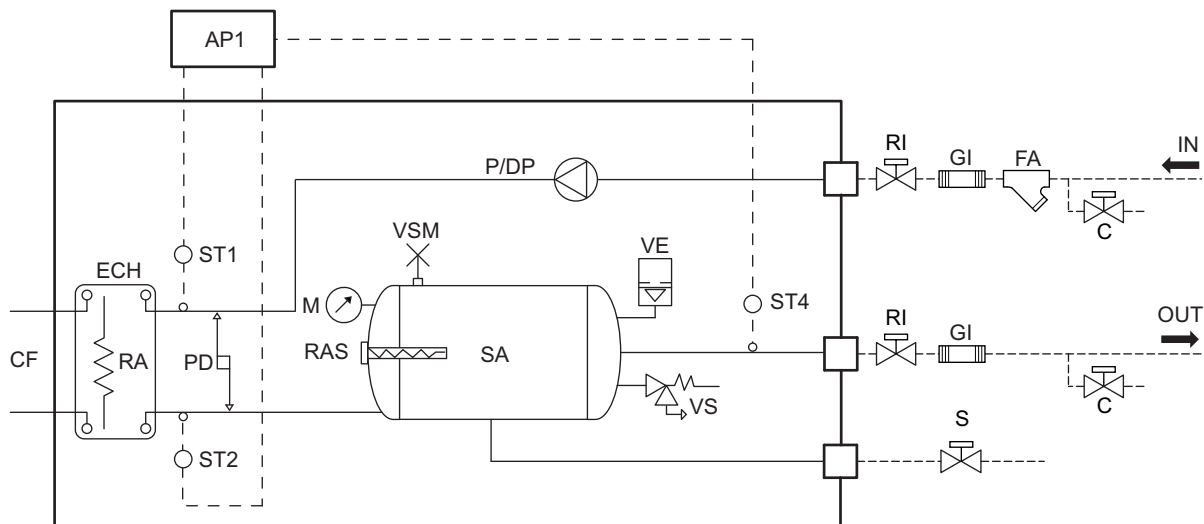 AP1
RI
GI
FA
IN
P/DP
C
VSM
VE
ST1
ECH
M
ST4
RI
GI
OUT
CF
RA
PD
RAS
SA
VS
C
S
ST2